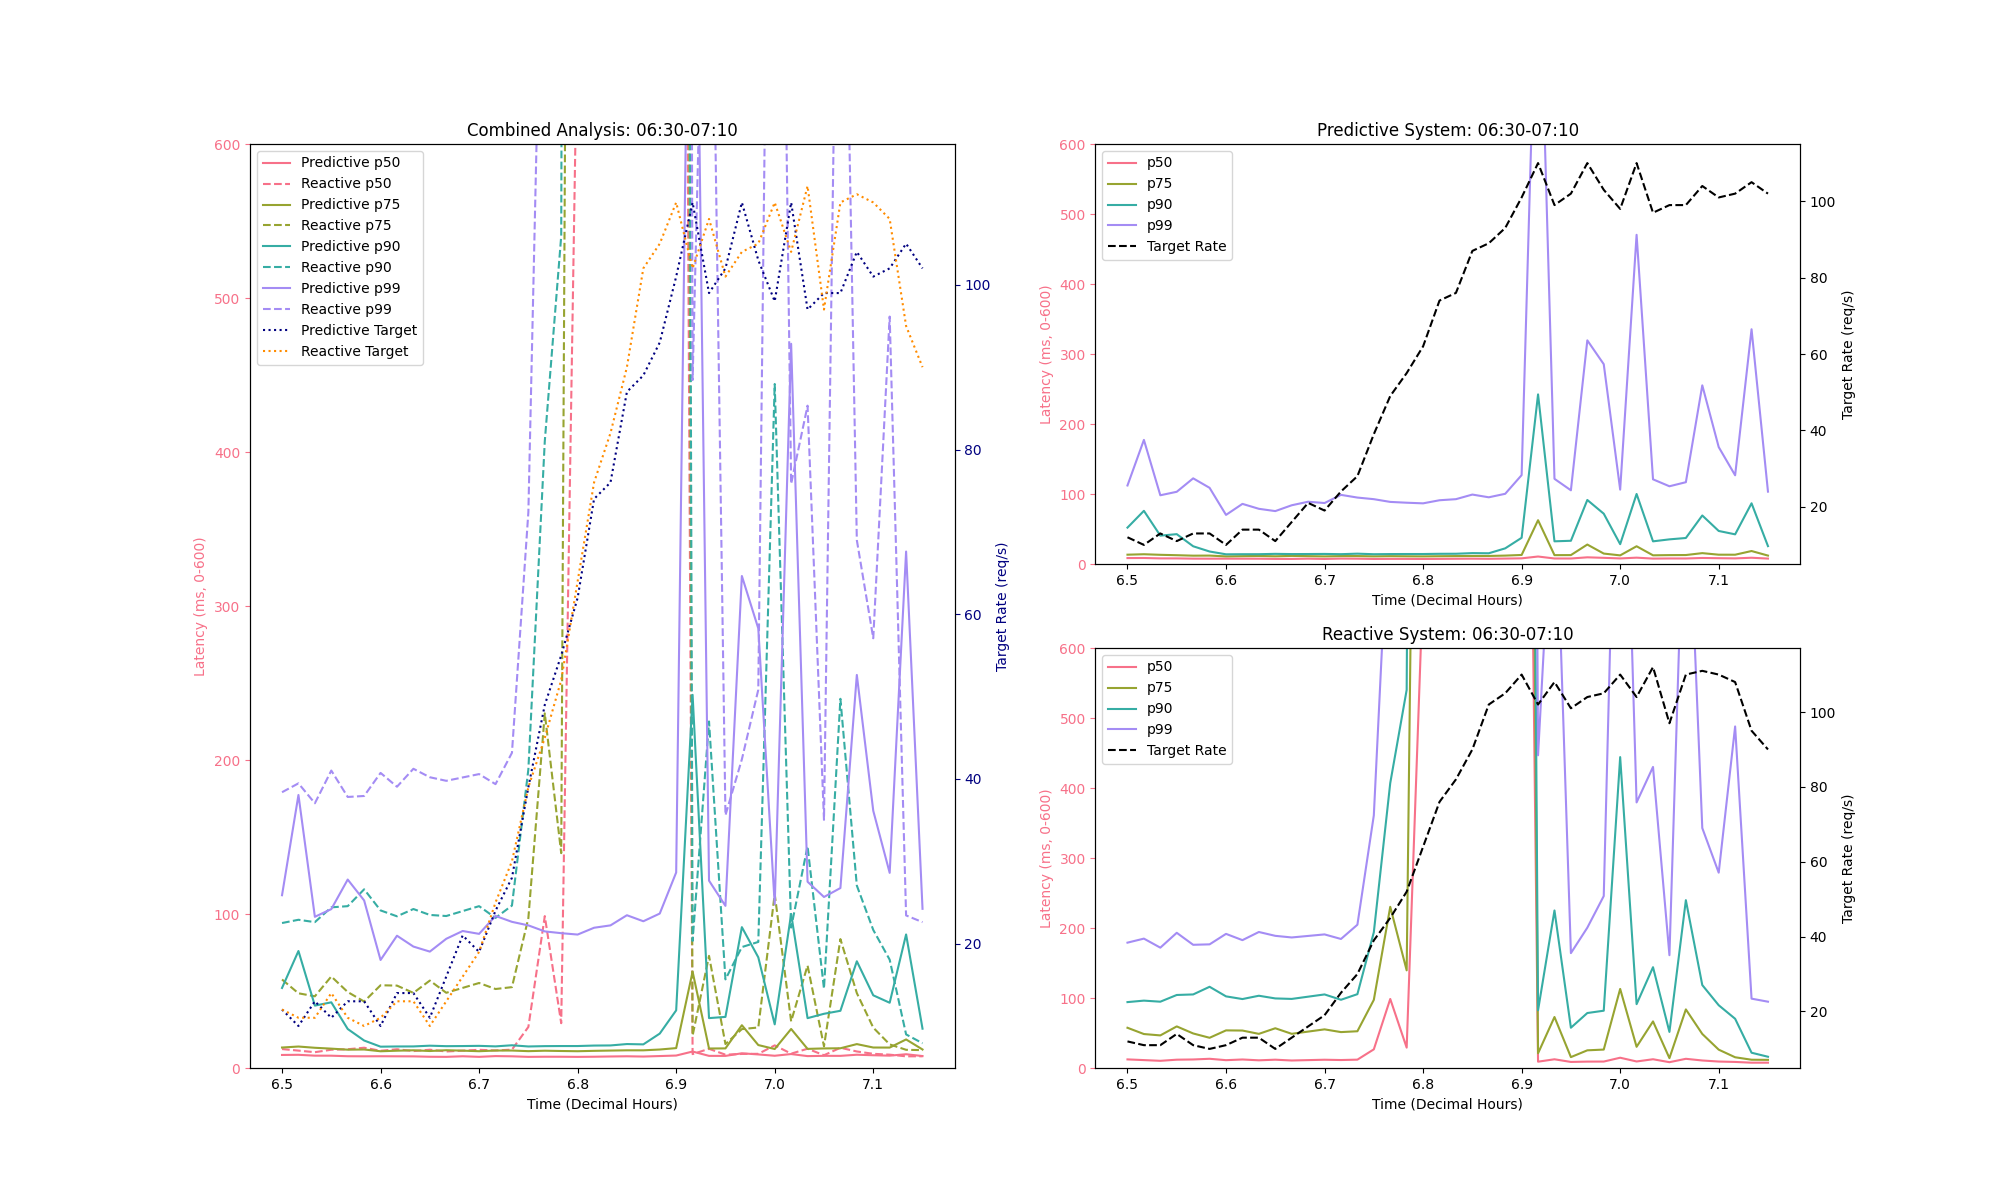 Combined Analysis: 06:30-07:10
600
500
400
300
200
100
0
Latency (ms, 0-600)
Predictive p50
Reactive p50
Predictive p75
Reactive p75
Predictive p90
Reactive p90
Predictive p99
Reactive p99
Predictive Target
Reactive Target
100
80
60
40
20
Target Rate (req/s)
6.5 6.6 6.7 6.8 6.9 7.0 7.1
Time (Decimal Hours)
Predictive System: 06:30-07:10
600
500
400
300
200
100
0
Latency (ms, 0-600)
p50
p75
p90
p99
Target Rate
100
80
60
40
20
Target Rate (req/s)
6.5 6.6 6.7 6.8 6.9 7.0 7.1
Time (Decimal Hours)
Reactive System: 06:30-07:10
600
500
400
300
200
100
0
Latency (ms, 0-600)
p50
p75
p90
p99
Target Rate
100
80
60
40
20
Target Rate (req/s)
6.5 6.6 6.7 6.8 6.9 7.0 7.1
Time (Decimal Hours)